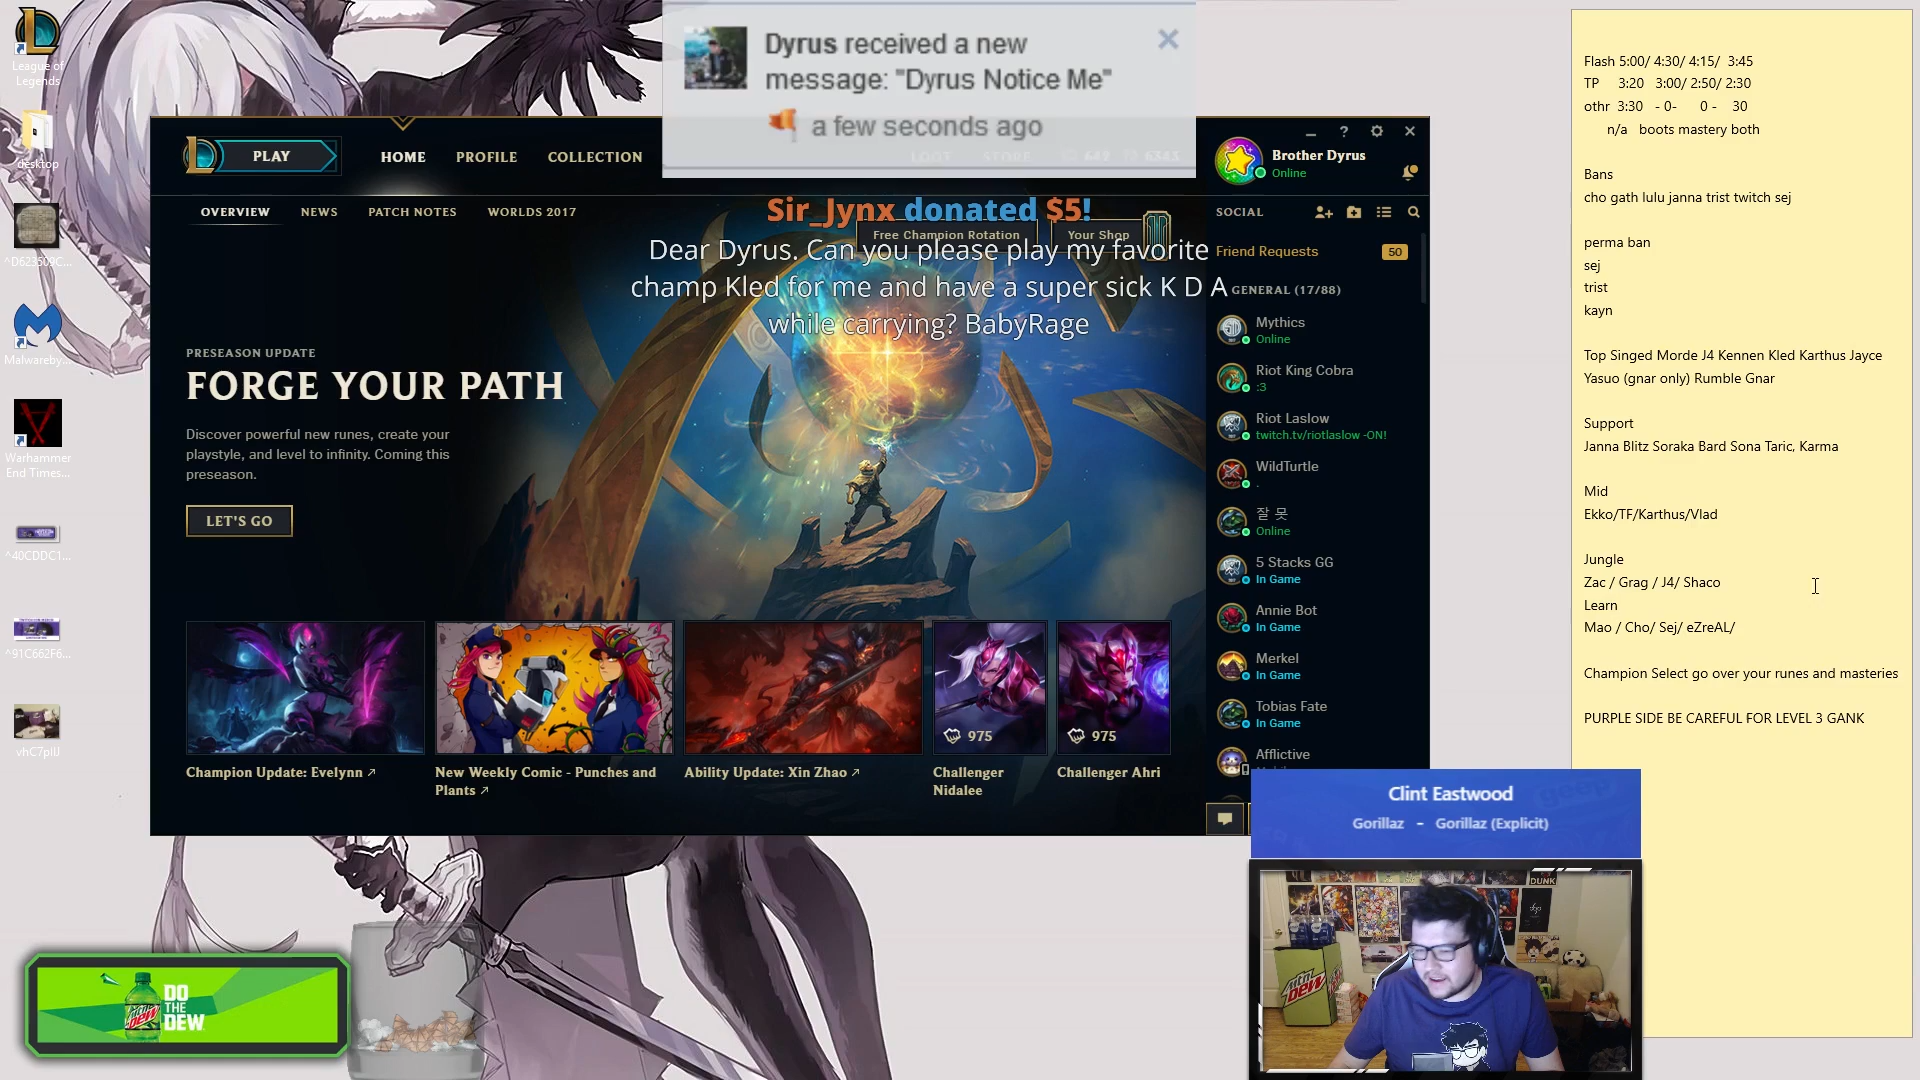 League of
Legends
desktop
^D623509C...
Malwareby...
Warhammer
End Times...
^40CDDC1...
^91C662F6...
vhC7pIIJ
Dyrus received a new
message: "Dyrus Notice Me"
a few seconds ago
PLAY
HOME
PROFILE
COLLECTION
LOOT
STORE
OVERVIEW
NEWS
PATCH NOTES
WORLDS 2017
Sir_Jynx donated $5!
Free Champion Rotation
Your Shop
Dear Dyrus. Can you please play my favorite
champ Kled for me and have a super sick K D A
while carrying? BabyRage
PRESEASON UPDATE
FORGE YOUR PATH
Discover powerful new runes, create your
playstyle, and level to infinity. Coming this
preseason.
LET'S GO
975
975
Champion Update: Evelynn
New Weekly Comic - Punches and
Plants
Ability Update: Xin Zhao
Challenger
Nidalee
Challenger Ahri
?
Brother Dyrus
Online
SOCIAL
Friend Requests
50
GENERAL (17/88)
Mythics
Online
Riot King Cobra
:3
Riot Laslow
twitch.tv/riotlaslow -ON!
WildTurtle
.
잘 못
Online
5 Stacks GG
In Game
Annie Bot
In Game
Merkel
In Game
Tobias Fate
In Game
Afflictive
Clint Eastwood
Gorillaz - Gorillaz (Explicit)
DUNK
mtn
DEW
DO
THE
DEW
Flash 5:00/ 4:30/ 4:15/ 3:45
TP 3:20 3:00/ 2:50/ 2:30
othr 3:30 - 0- 0 - 30
n/a boots mastery both
Bans
cho gath lulu janna trist twitch sej
perma ban
sej
trist
kayn
Top Singed Morde J4 Kennen Kled Karthus Jayce
Yasuo (gnar only) Rumble Gnar
Support
Janna Blitz Soraka Bard Sona Taric, Karma
Mid
Ekko/TF/Karthus/Vlad
Jungle
Zac / Grag / J4/ Shaco
Learn
Mao / Cho/ Sej/ eZreAL/
Champion Select go over your runes and masteries
PURPLE SIDE BE CAREFUL FOR LEVEL 3 GANK